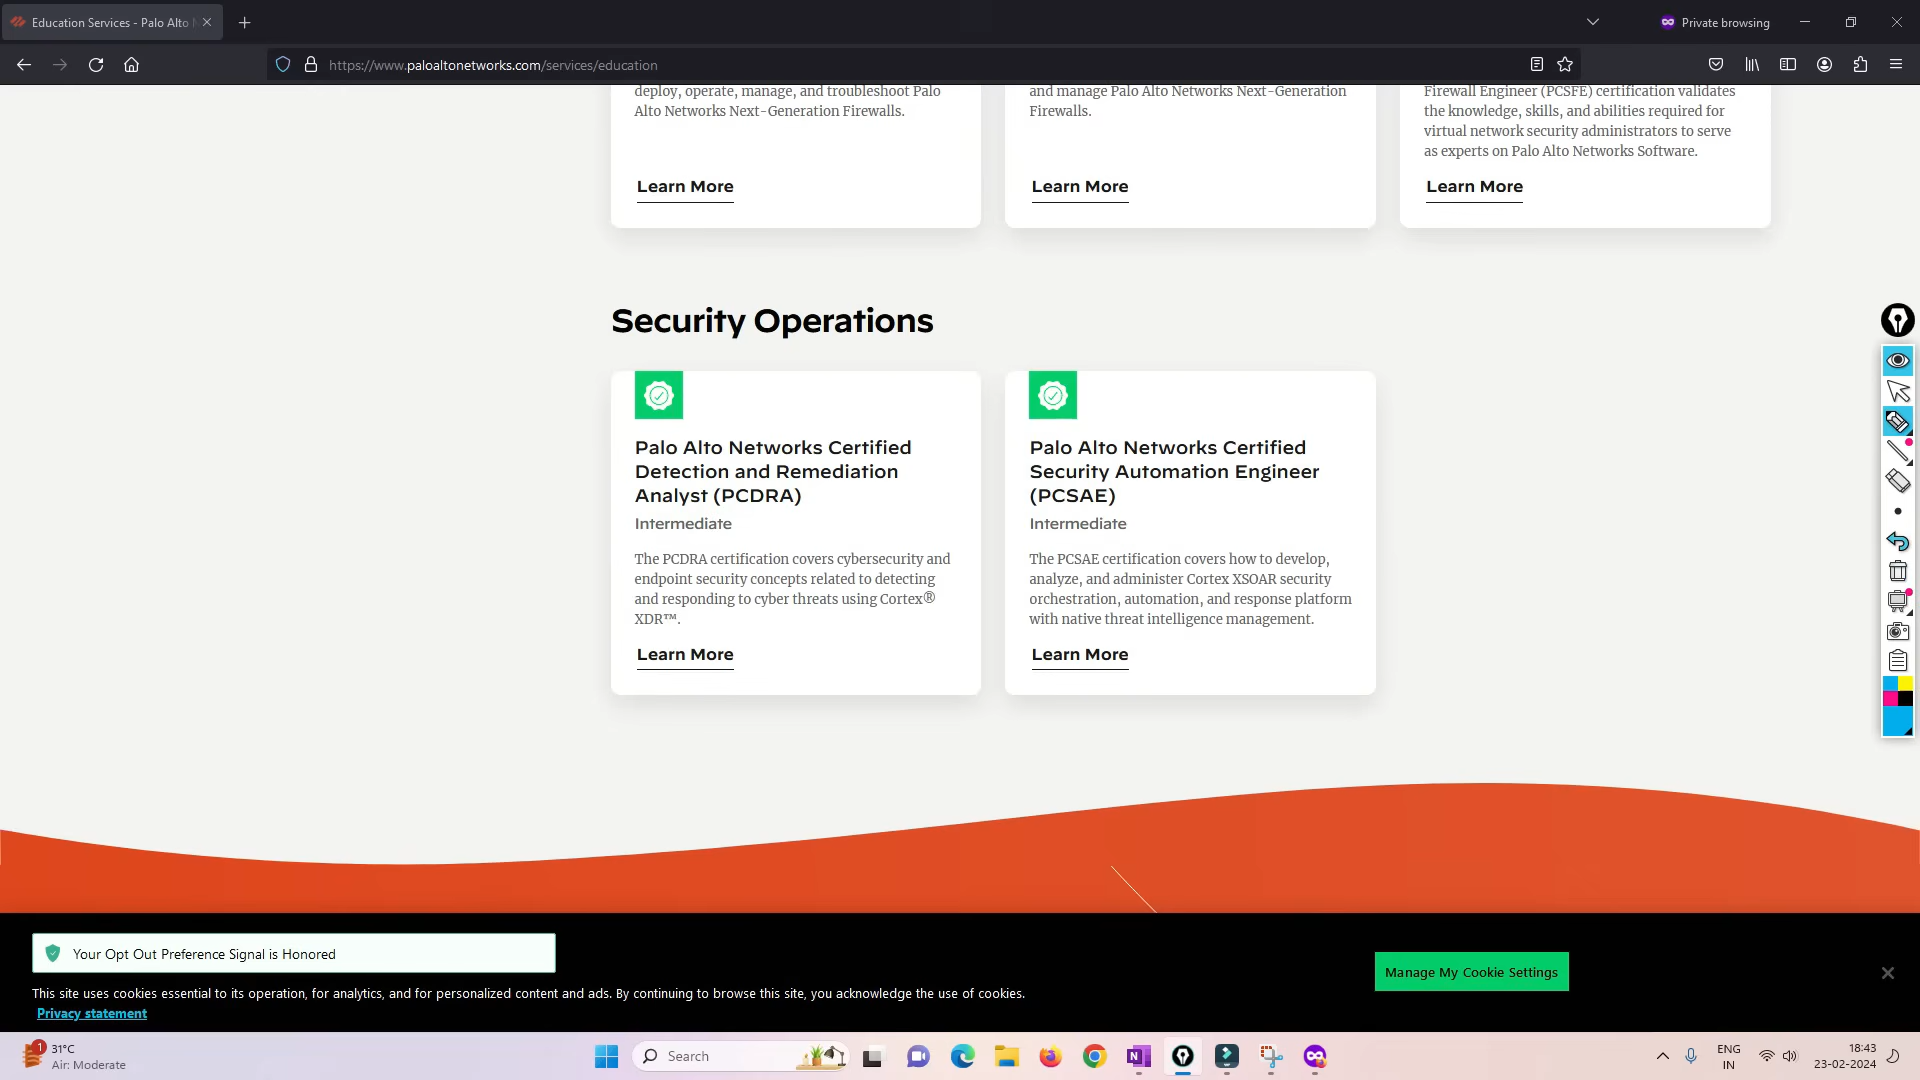 Education Services - Palo Alto N
Private browsing
https://www.paloaltonetworks.com/services/education
deploy, operate, manage, and troubleshoot Palo
Alto Networks Next-Generation Firewalls.
Learn More
and manage Palo Alto Networks Next-Generation
Firewalls.
Learn More
Firewall Engineer (PCSFE) certification validates
the knowledge, skills, and abilities required for
virtual network security administrators to serve
as experts on Palo Alto Networks Software.
Learn More
Security Operations
Palo Alto Networks Certified
Detection and Remediation
Analyst (PCDRA)
Intermediate
The PCDRA certification covers cybersecurity and
endpoint security concepts related to detecting
and responding to cyber threats using Cortex®
XDR™.
Learn More
Palo Alto Networks Certified
Security Automation Engineer
(PCSAE)
Intermediate
The PCSAE certification covers how to develop,
analyze, and administer Cortex XSOAR security
orchestration, automation, and response platform
with native threat intelligence management.
Learn More
Your Opt Out Preference Signal is Honored
This site uses cookies essential to its operation, for analytics, and for personalized content and ads. By continuing to browse this site, you acknowledge the use of cookies.
Privacy statement
Manage My Cookie Settings
1
31°C
Air: Moderate
Search
N
ENG
IN
18:43
23-02-2024